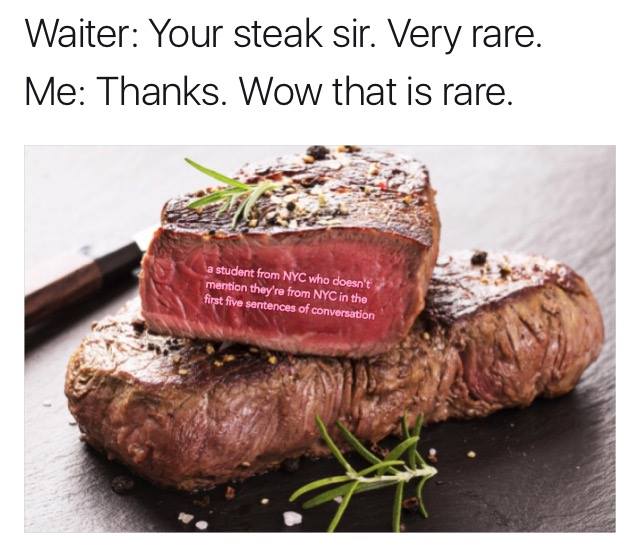 Waiter: Your steak sir. Very rare.
Me: Thanks. Wow that is rare.
a student from NYC who doesn't
mention they're from NYC in the
first five sentences of conversation